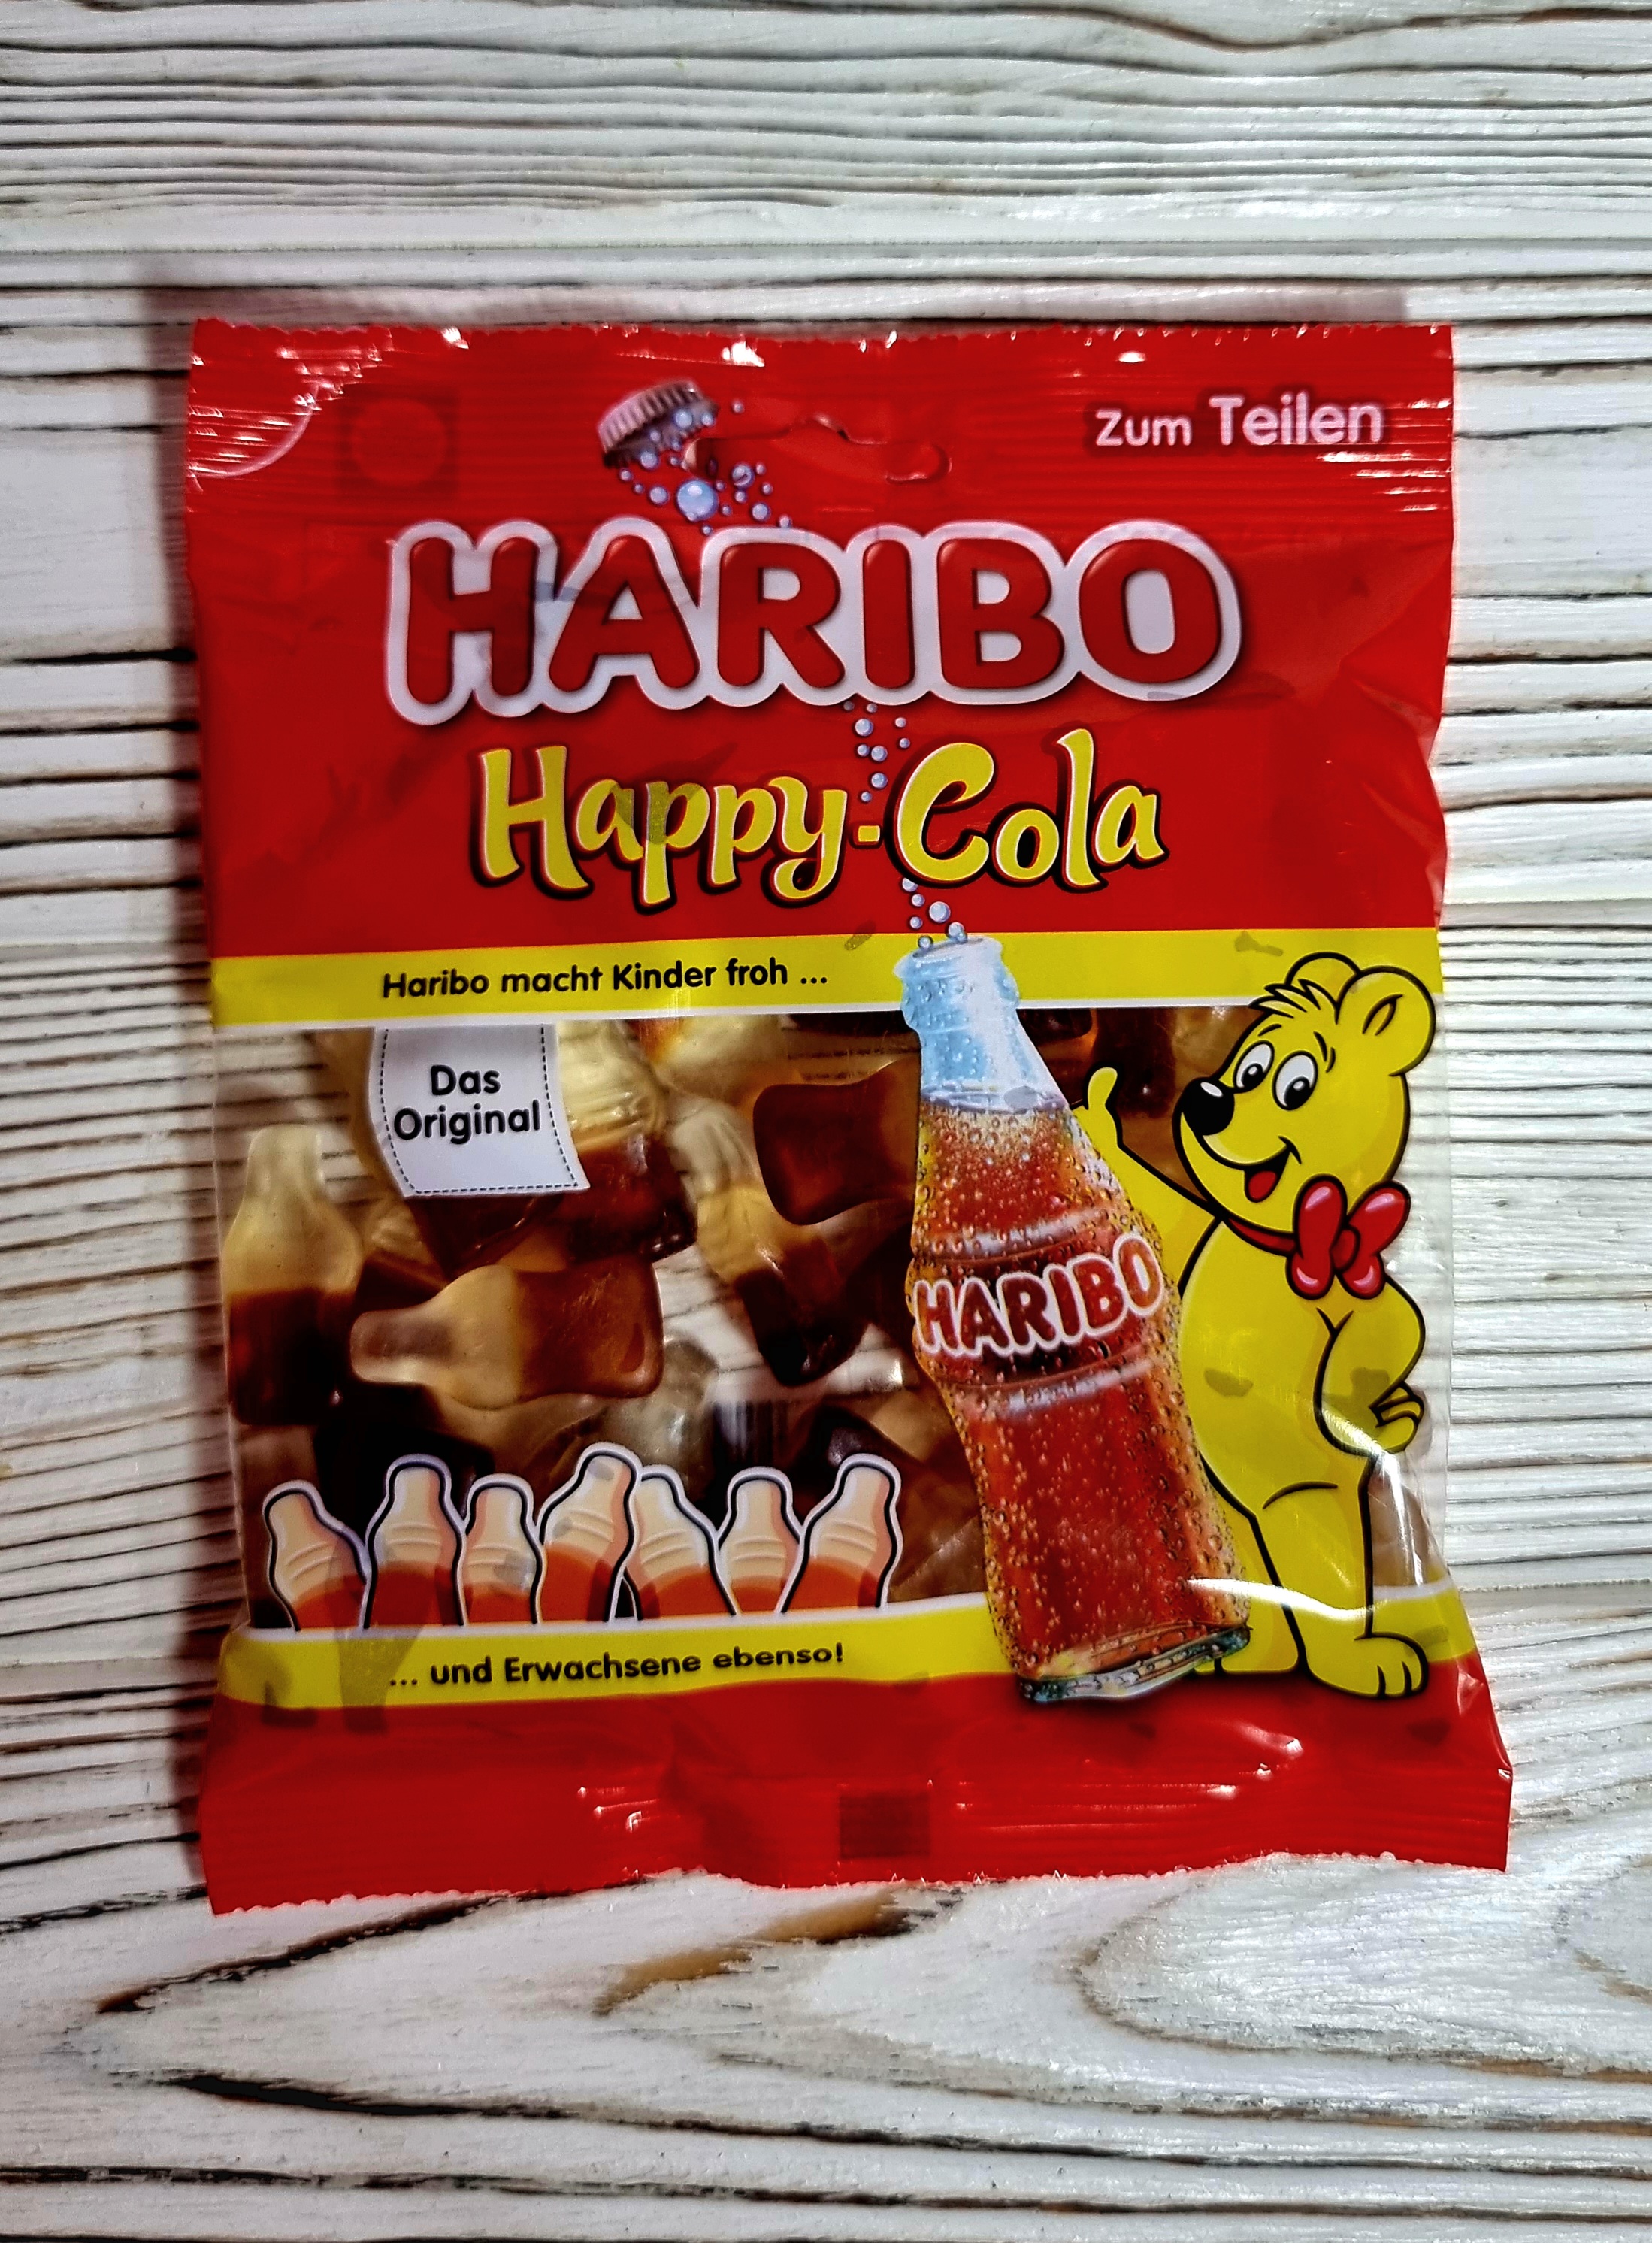 Zum Teilen
HARIBO
Happy-Cola
Haribo macht Kinder froh ...
Das
Original
HARIBO
... und Erwachsene ebenso!